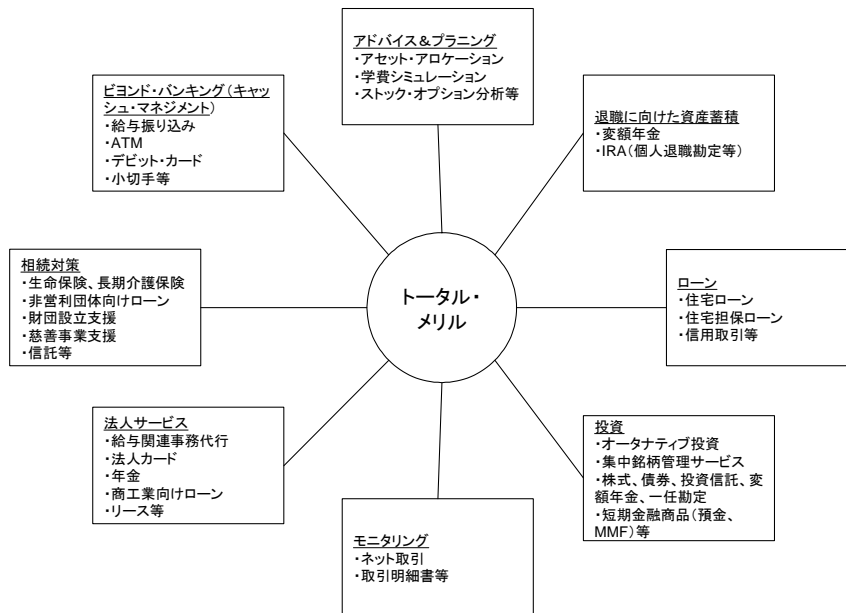 アドバイス＆プラニング
・アセット・アロケーション
・学費シミュレーション
・ストック・オプション分析等
ビヨンド・バンキング（キャッ
シュ・マネジメント）
・給与振り込み
・ATM
・デビット・カード
・小切手等
退職に向けた資産蓄積
・変額年金
・IRA（個人退職勘定等）
相続対策
・生命保険、長期介護保険
・非営利団体向けローン
・財団設立支援
・慈善事業支援
・信託等
トータル・
メリル
ローン
・住宅ローン
・住宅担保ローン
・信用取引等
法人サービス
・給与関連事務代行
・法人カード
・年金
・商工業向けローン
・リース等
投資
・オータナティブ投資
・集中銘柄管理サービス
・株式、債券、投資信託、変
額年金、一任勘定
・短期金融商品（預金、
MMF）等
モニタリング
・ネット取引
・取引明細書等